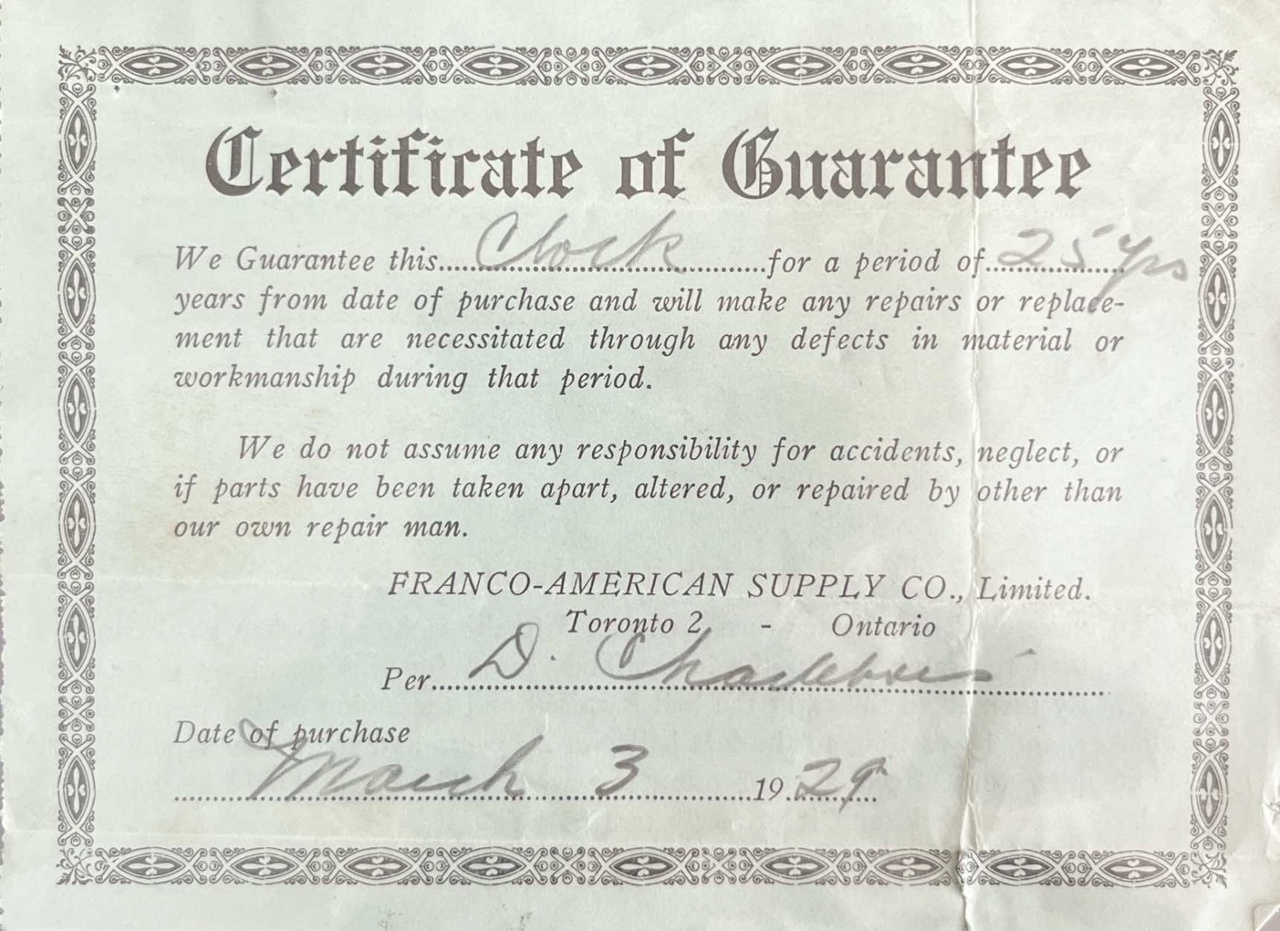 Certificate of Guarantee
We Guarantee this Clock for a period of 25 yrs
years from date of purchase and will make any repairs or replace-
ment that are necessitated through any defects in material or
workmanship during that period.
We do not assume any responsibility for accidents, neglect, or
if parts have been taken apart, altered, or repaired by other than
our own repair man.
FRANCO-AMERICAN SUPPLY CO., Limited.
Toronto 2 - Ontario
Per D. Charlebois
Date of purchase
March 3 1929